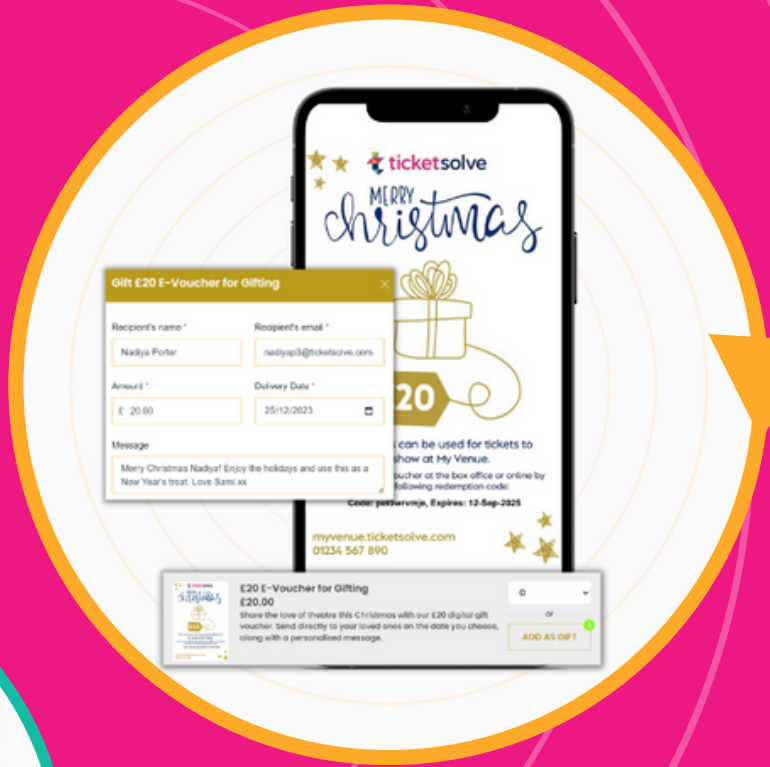 ticketsolve
MERRY
christmas
Gift £20 E-Voucher for Gifting
Recipient's name *
Recipient's email *
Nadiya Porter
nadiyap3@ticketsolve.com
Amount *
Delivery Date *
£ 20.00
25/12/2023
Message
Merry Christmas Nadiya! Enjoy the holidays and use this as a
New Year's treat. Love Sami xx
20
can be used for tickets to
show at My Venue.
oucher at the box office or online by
following redemption code:
Expires: 12-Sep-2025
myvenue.ticketsolve.com
01234 567 890
£20 E-Voucher for Gifting
£20.00
Share the love of theatre this Christmas with our £20 digital gift
voucher. Send directly to your loved ones on the date you choose,
along with a personalised message.
0
or
ADD AS GIFT